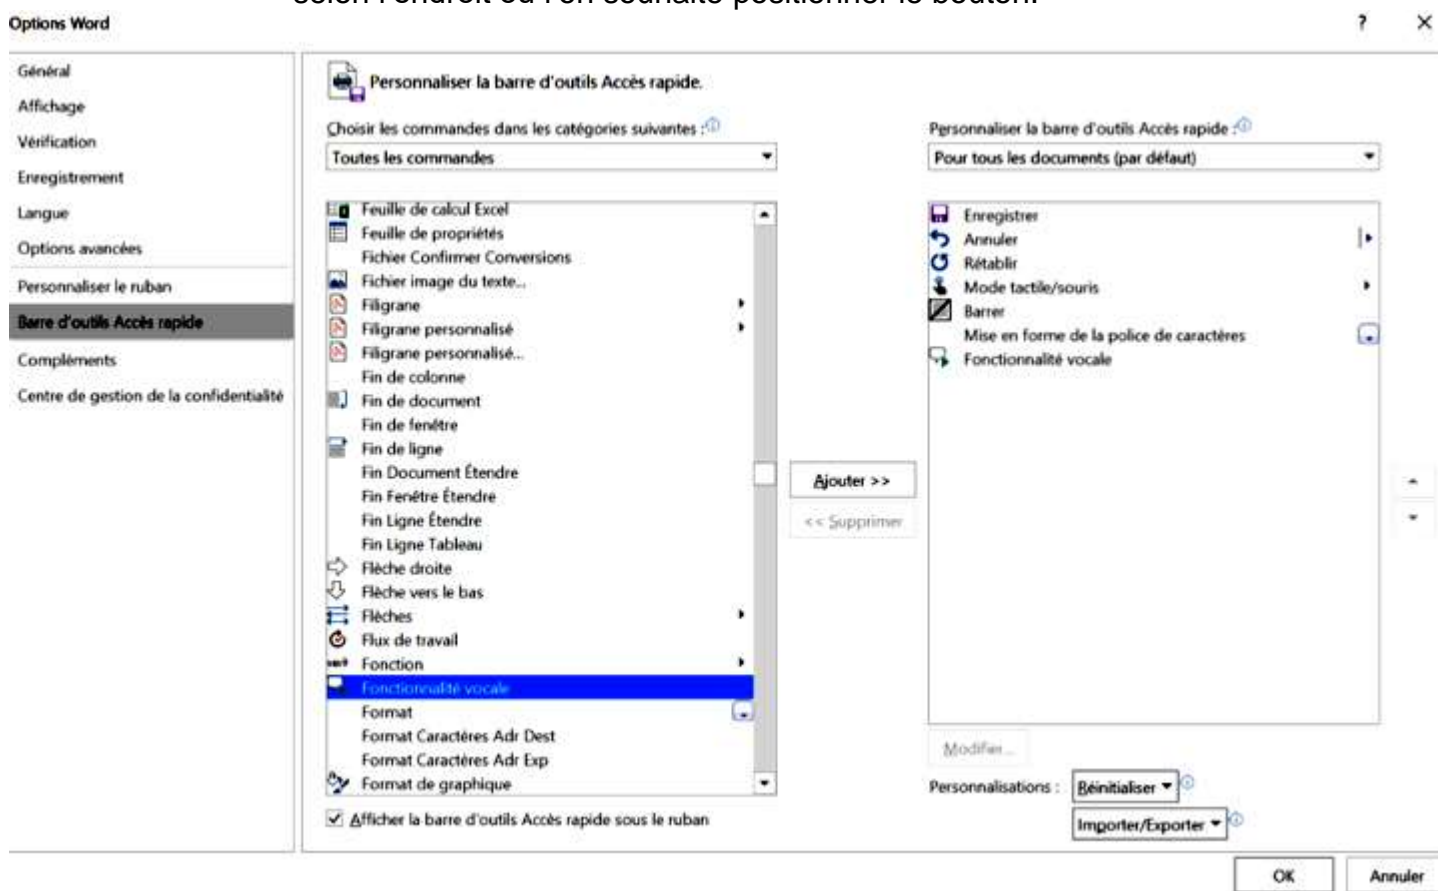 selon l'endroit où l'on souhaite positionner le bouton.
Options Word
? ×
Général
Affichage
Vérification
Enregistrement
Langue
Options avancées
Personnaliser le ruban
Barre d'outils Accès rapide
Compléments
Centre de gestion de la confidentialité
Personnaliser la barre d'outils Accès rapide.
Choisir les commandes dans les catégories suivantes :
Toutes les commandes
Feuille de calcul Excel
Feuille de propriétés
Fichier Confirmer Conversions
Fichier image du texte...
Filigrane
Filigrane personnalisé
Filigrane personnalisé...
Fin de colonne
Fin de document
Fin de fenêtre
Fin de ligne
Fin Document Étendre
Fin Fenêtre Étendre
Fin Ligne Étendre
Fin Ligne Tableau
Flèche droite
Flèche vers le bas
Flèches
Flux de travail
Fonction
Fonctionnalité vocale
Format
Format Caractères Adr Dest
Format Caractères Adr Exp
Format de graphique
Afficher la barre d'outils Accès rapide sous le ruban
Ajouter >>
<< Supprimer
Personnaliser la barre d'outils Accès rapide :
Pour tous les documents (par défaut)
Enregistrer
Annuler
Rétablir
Mode tactile/souris
Barrer
Mise en forme de la police de caractères
Fonctionnalité vocale
Modifier...
Personnalisations :
Réinitialiser
Importer/Exporter
OK
Annuler